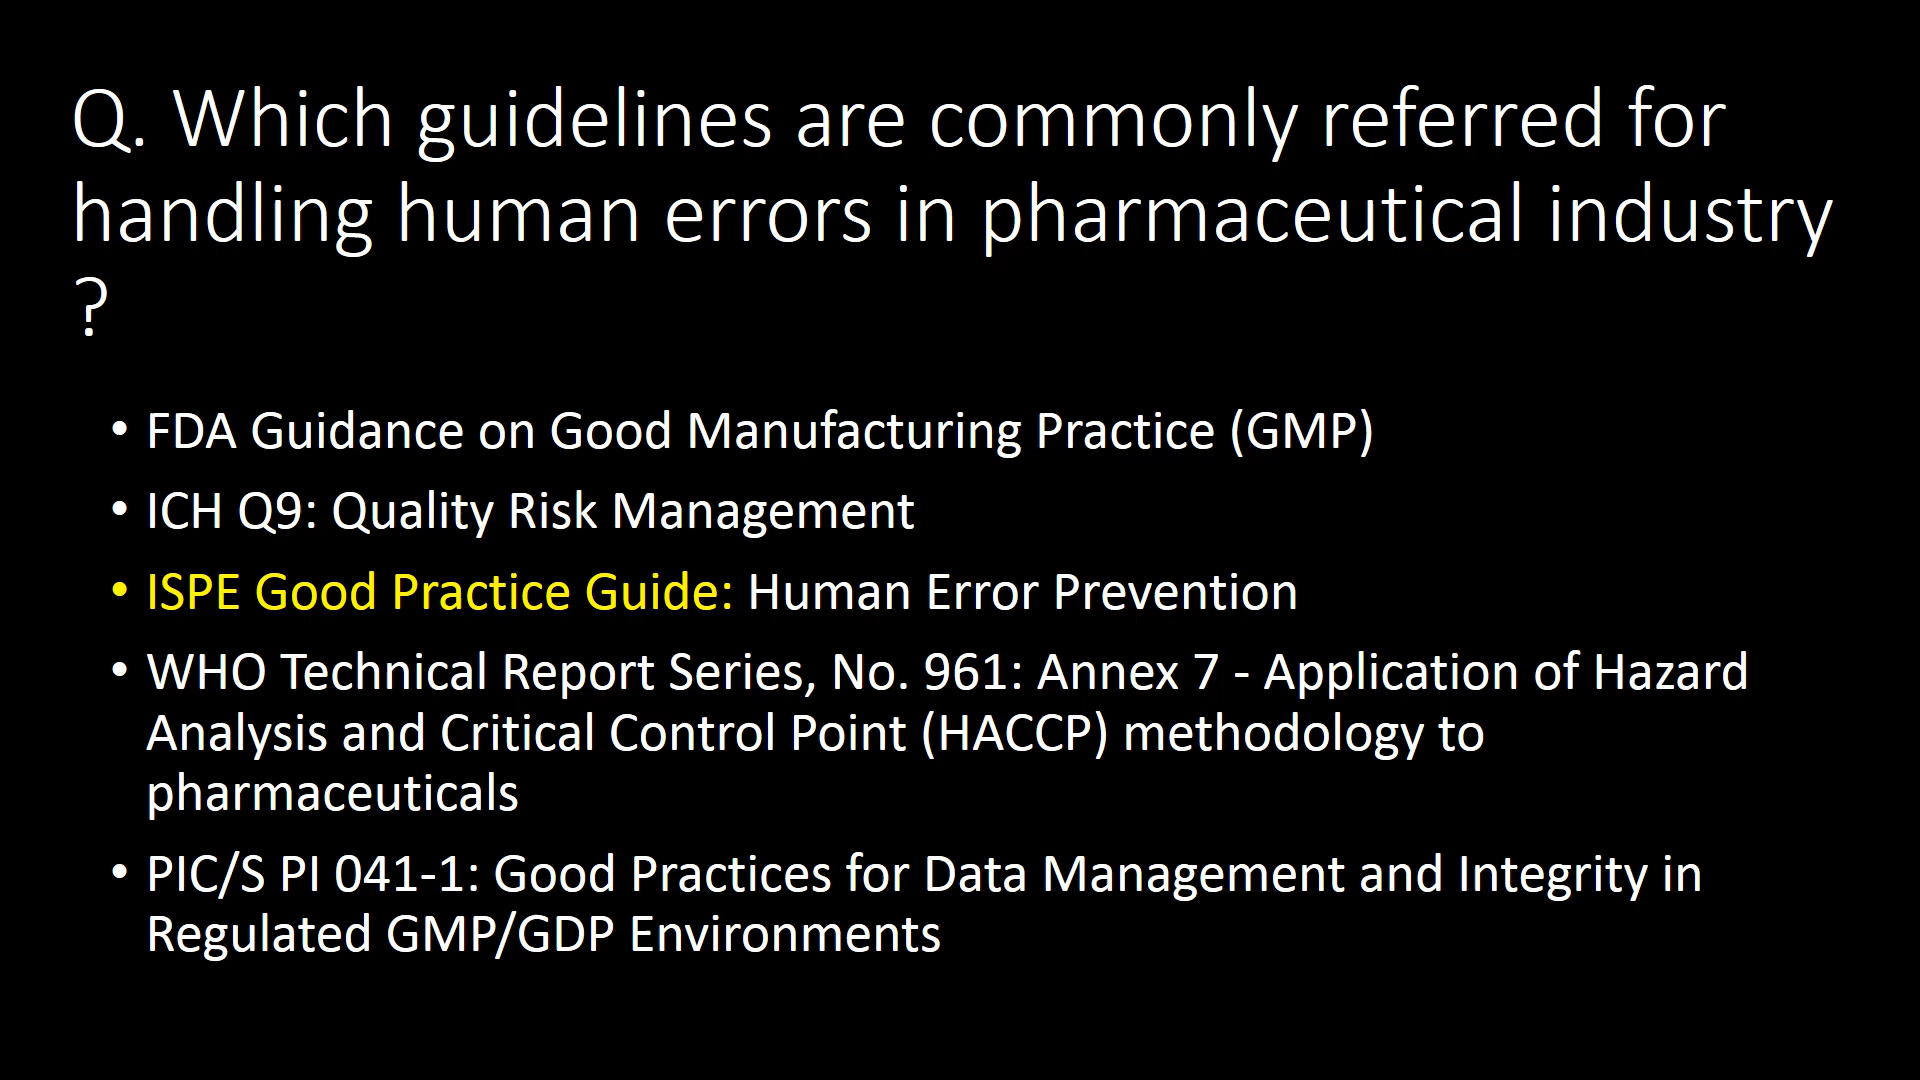 Q. Which guidelines are commonly referred for
handling human errors in pharmaceutical industry
?
• FDA Guidance on Good Manufacturing Practice (GMP)
• ICH Q9: Quality Risk Management
• ISPE Good Practice Guide: Human Error Prevention
• WHO Technical Report Series, No. 961: Annex 7 - Application of Hazard
Analysis and Critical Control Point (HACCP) methodology to
pharmaceuticals
• PIC/S PI 041-1: Good Practices for Data Management and Integrity in
Regulated GMP/GDP Environments